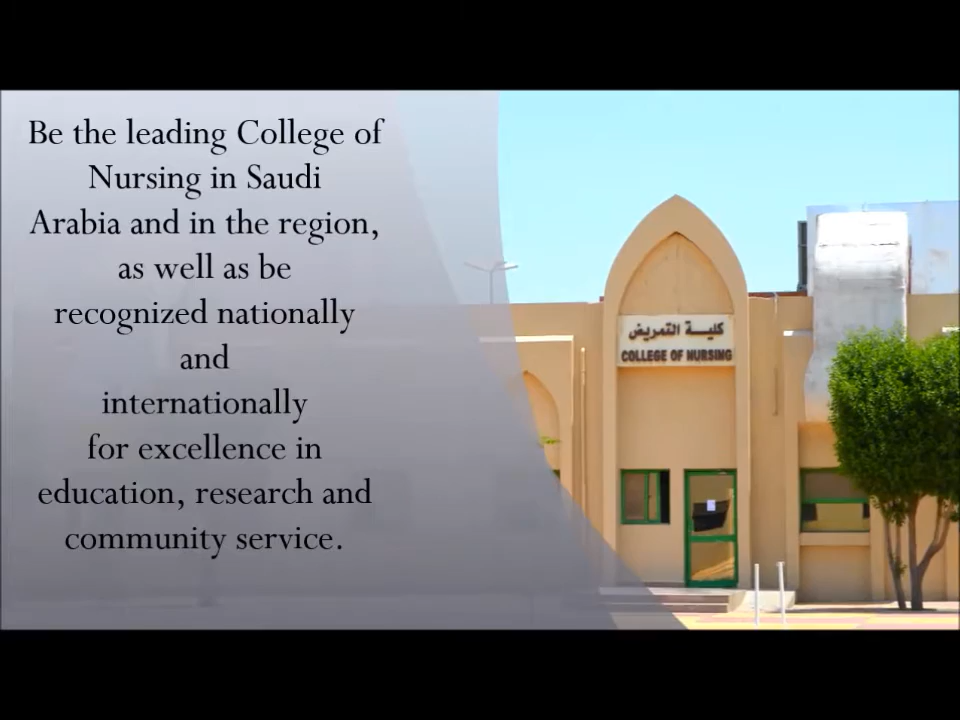 Be the leading College of
Nursing in Saudi
Arabia and in the region,
as well as be
recognized nationally
and
internationally
for excellence in
education, research and
community service.
كلية التمريض
COLLEGE OF NURSING